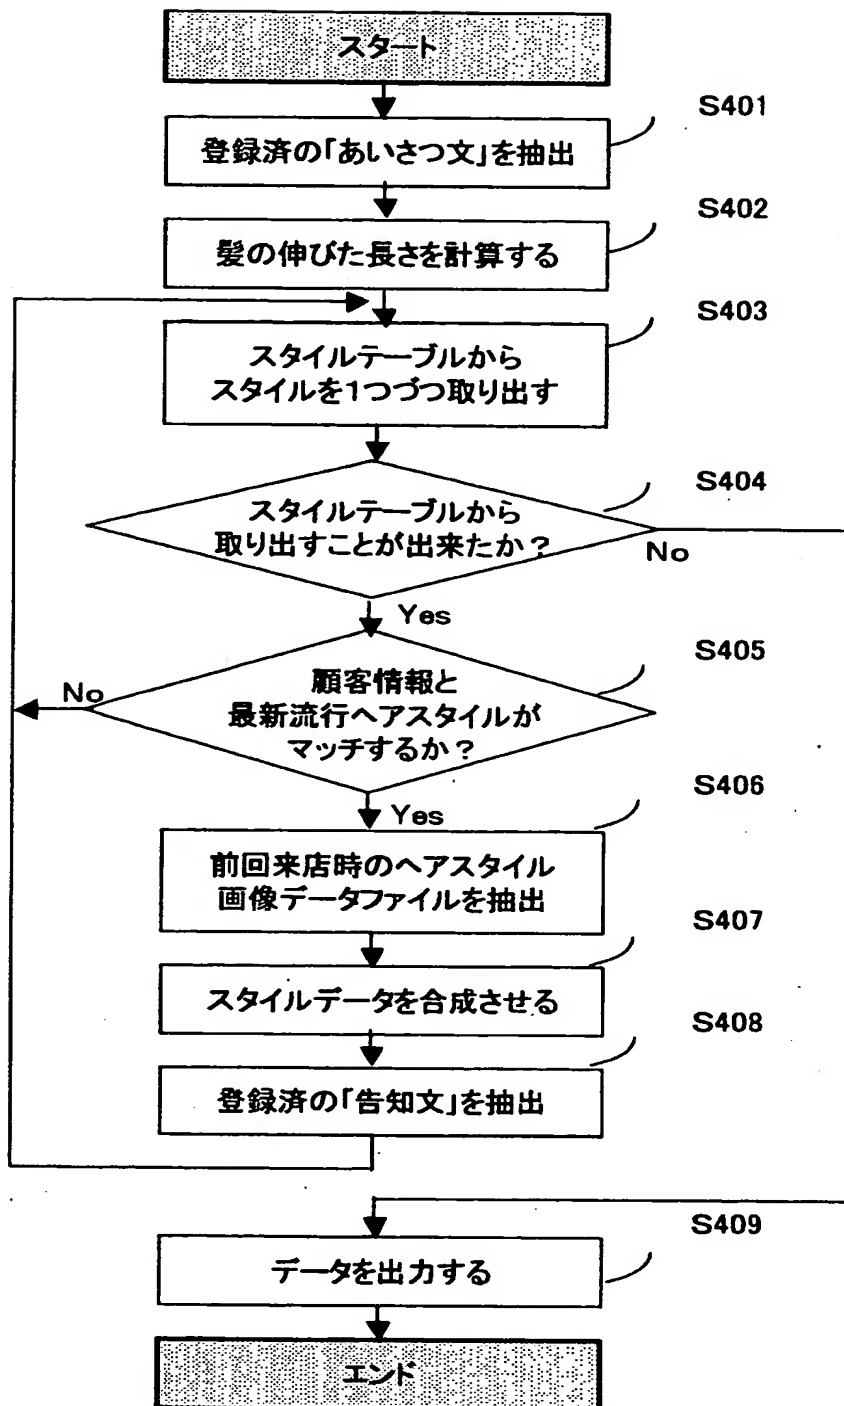 スタート
S401
登録済の「あいさつ文」を抽出
S402
髪の伸びた長さを計算する
S403
スタイルテーブルから
スタイルを1つづつ取り出す
S404
スタイルテーブルから
取り出すことが出来たか?
No
Yes
S405
顧客情報と
最新流行ヘアスタイルが
マッチするか?
No
Yes
S406
前回来店時のヘアスタイル
画像データファイルを抽出
S407
スタイルデータを合成させる
S408
登録済の「告知文」を抽出
S409
データを出力する
エンド